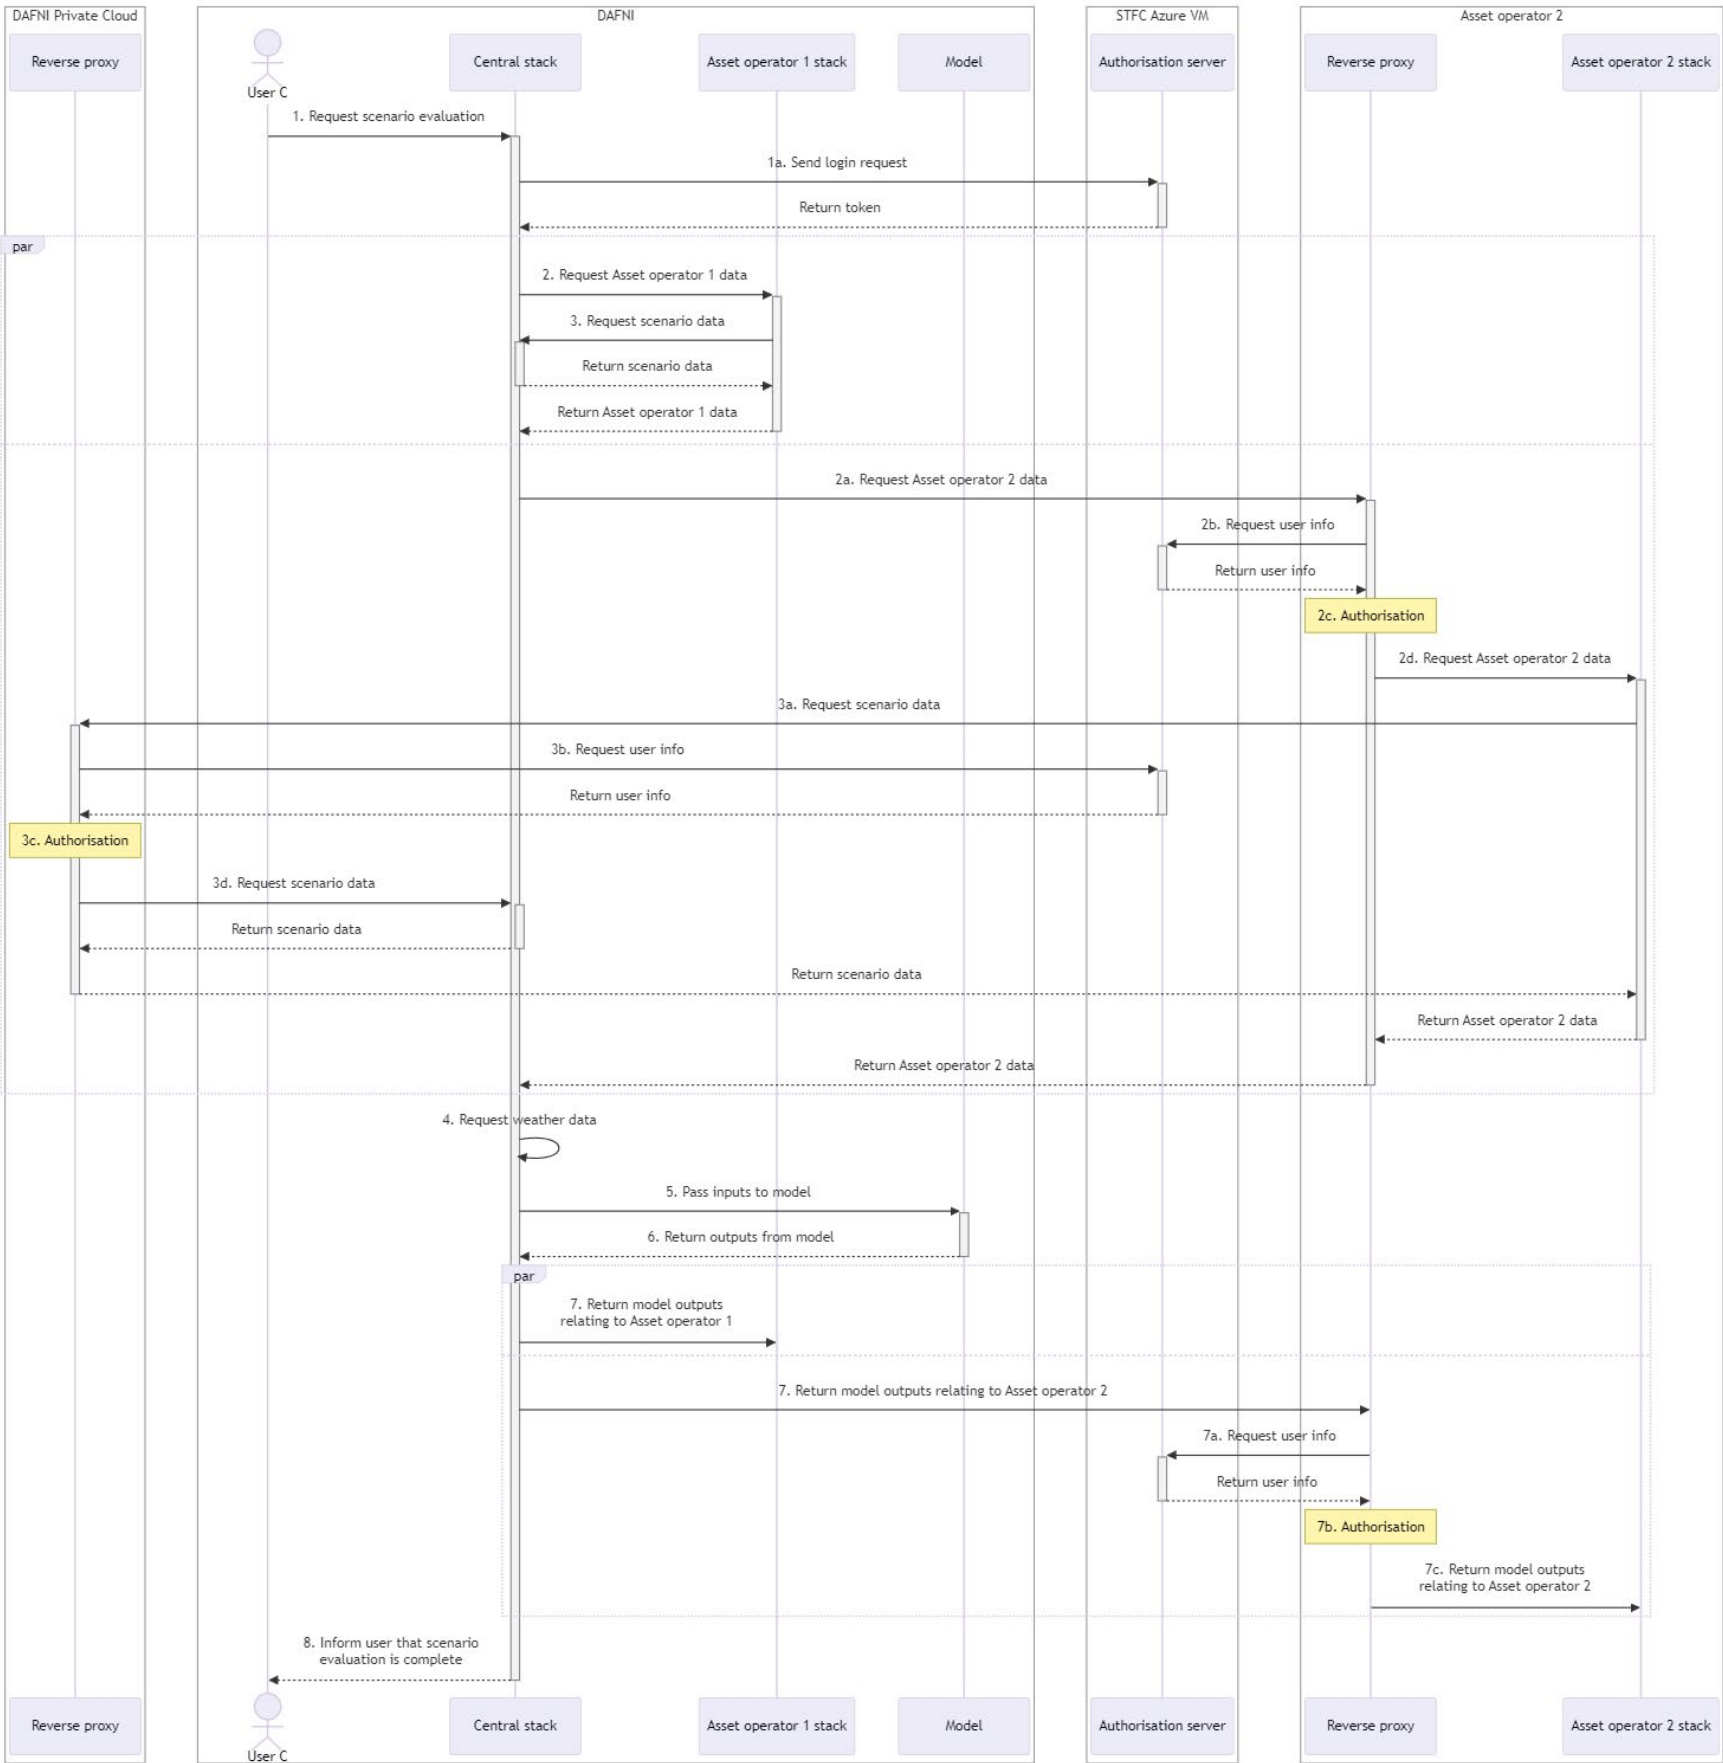 DAFNI Private Cloud
DAFNI
STFC Azure VM
Asset operator 2
Reverse proxy
User C
Central stack
Asset operator 1 stack
Model
Authorisation server
Reverse proxy
Asset operator 2 stack
1. Request scenario evaluation
1a. Send login request
Return token
par
2. Request Asset operator 1 data
3. Request scenario data
Return scenario data
Return Asset operator 1 data
2a. Request Asset operator 2 data
2b. Request user info
Return user info
2c. Authorisation
2d. Request Asset operator 2 data
3a. Request scenario data
3b. Request user info
Return user info
3c. Authorisation
3d. Request scenario data
Return scenario data
Return scenario data
Return Asset operator 2 data
Return Asset operator 2 data
4. Request weather data
5. Pass inputs to model
6. Return outputs from model
par
7. Return model outputs
relating to Asset operator 1
7. Return model outputs relating to Asset operator 2
7a. Request user info
Return user info
7b. Authorisation
7c. Return model outputs
relating to Asset operator 2
8. Inform user that scenario
evaluation is complete
Reverse proxy
User C
Central stack
Asset operator 1 stack
Model
Authorisation server
Reverse proxy
Asset operator 2 stack